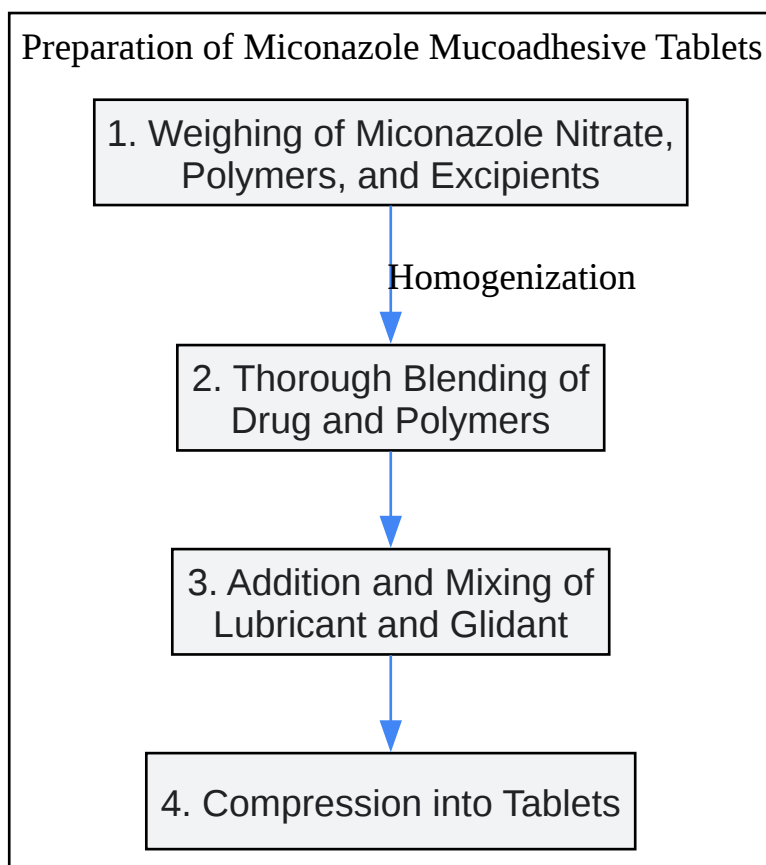 Preparation of Miconazole Mucoadhesive Tablets
1. Weighing of Miconazole Nitrate,
Polymers, and Excipients
Homogenization
2. Thorough Blending of
Drug and Polymers
3. Addition and Mixing of
Lubricant and Glidant
4. Compression into Tablets